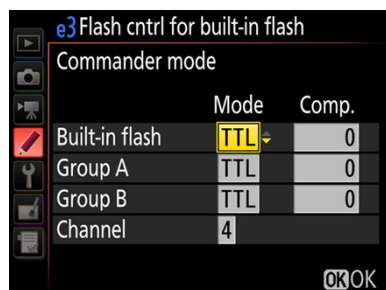 e3 Flash cntrl for built-in flash
Commander mode
Mode Comp.
Built-in flash TTL 0
Group A TTL 0
Group B TTL 0
Channel 4
OK OK